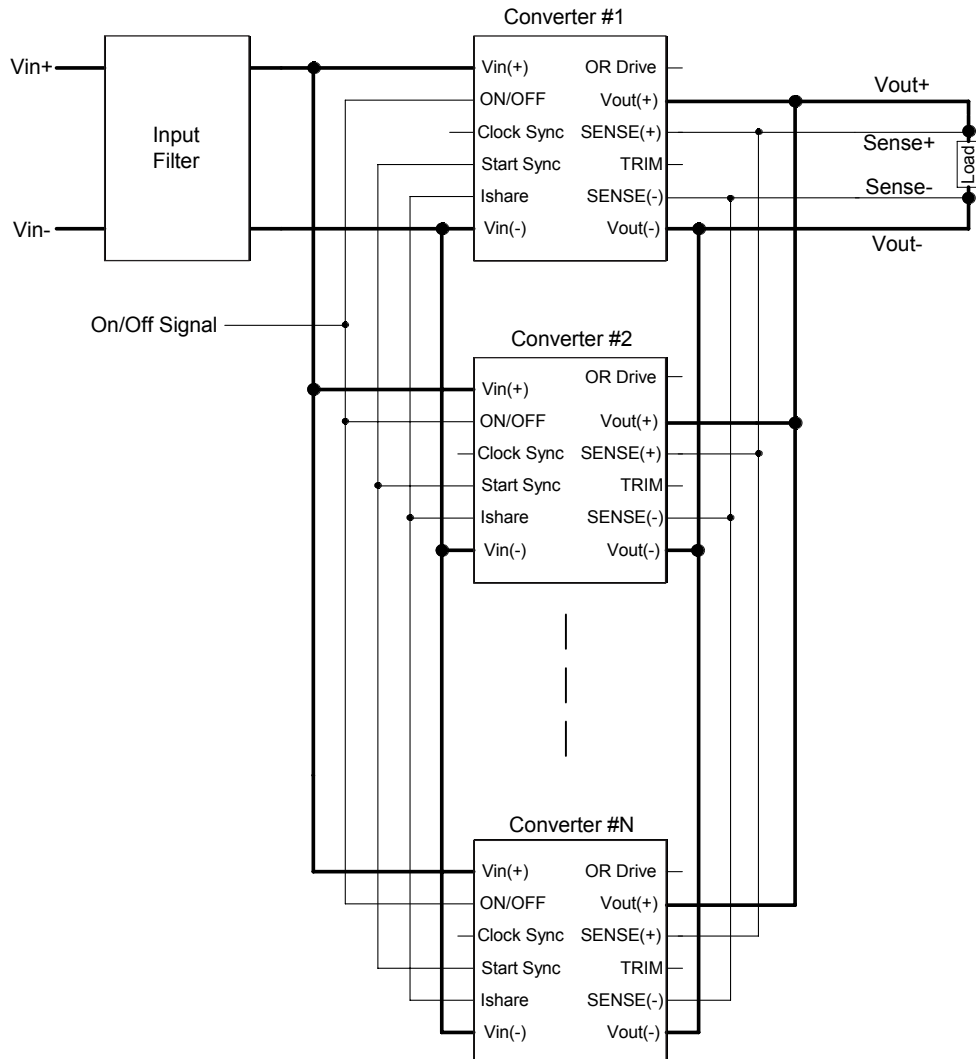 Converter #1
Vin+
Input
Filter
Vin-
Vin(+)
ON/OFF
Clock Sync
Start Sync
Ishare
Vin(-)
OR Drive
Vout(+)
SENSE(+)
TRIM
SENSE(-)
Vout(-)
Vout+
Sense+
Load
Sense-
Vout-
On/Off Signal
Converter #2
Vin(+)
ON/OFF
Clock Sync
Start Sync
Ishare
Vin(-)
OR Drive
Vout(+)
SENSE(+)
TRIM
SENSE(-)
Vout(-)
Converter #N
Vin(+)
ON/OFF
Clock Sync
Start Sync
Ishare
Vin(-)
OR Drive
Vout(+)
SENSE(+)
TRIM
SENSE(-)
Vout(-)